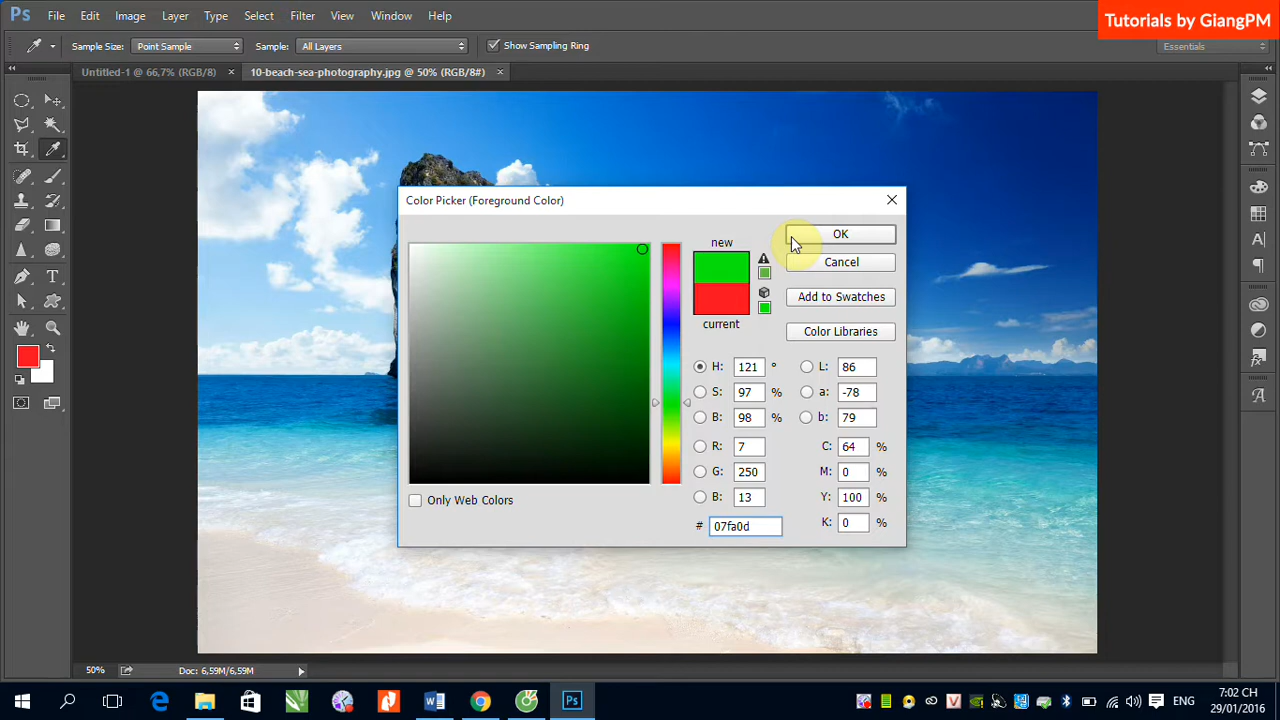 Ps File Edit Image Layer Type Select Filter View Window Help
Tutorials by GiangPM
Sample Size: Point Sample Sample: All Layers Show Sampling Ring Essentials
Untitled-1 @ 66,7% (RGB/8) × 10-beach-sea-photography.jpg @ 50% (RGB/8#) ×
Color Picker (Foreground Color)
new
OK
Cancel
Add to Swatches
current
Color Libraries
H: 121 ° L: 86
S: 97 % a: -78
B: 98 % b: 79
R: 7 C: 64 %
G: 250 M: 0 %
B: 13 Y: 100 %
Only Web Colors
# 07fa0d K: 0 %
50% Doc: 6,59M/6,59M
Ps ENG 7:02 CH
29/01/2016